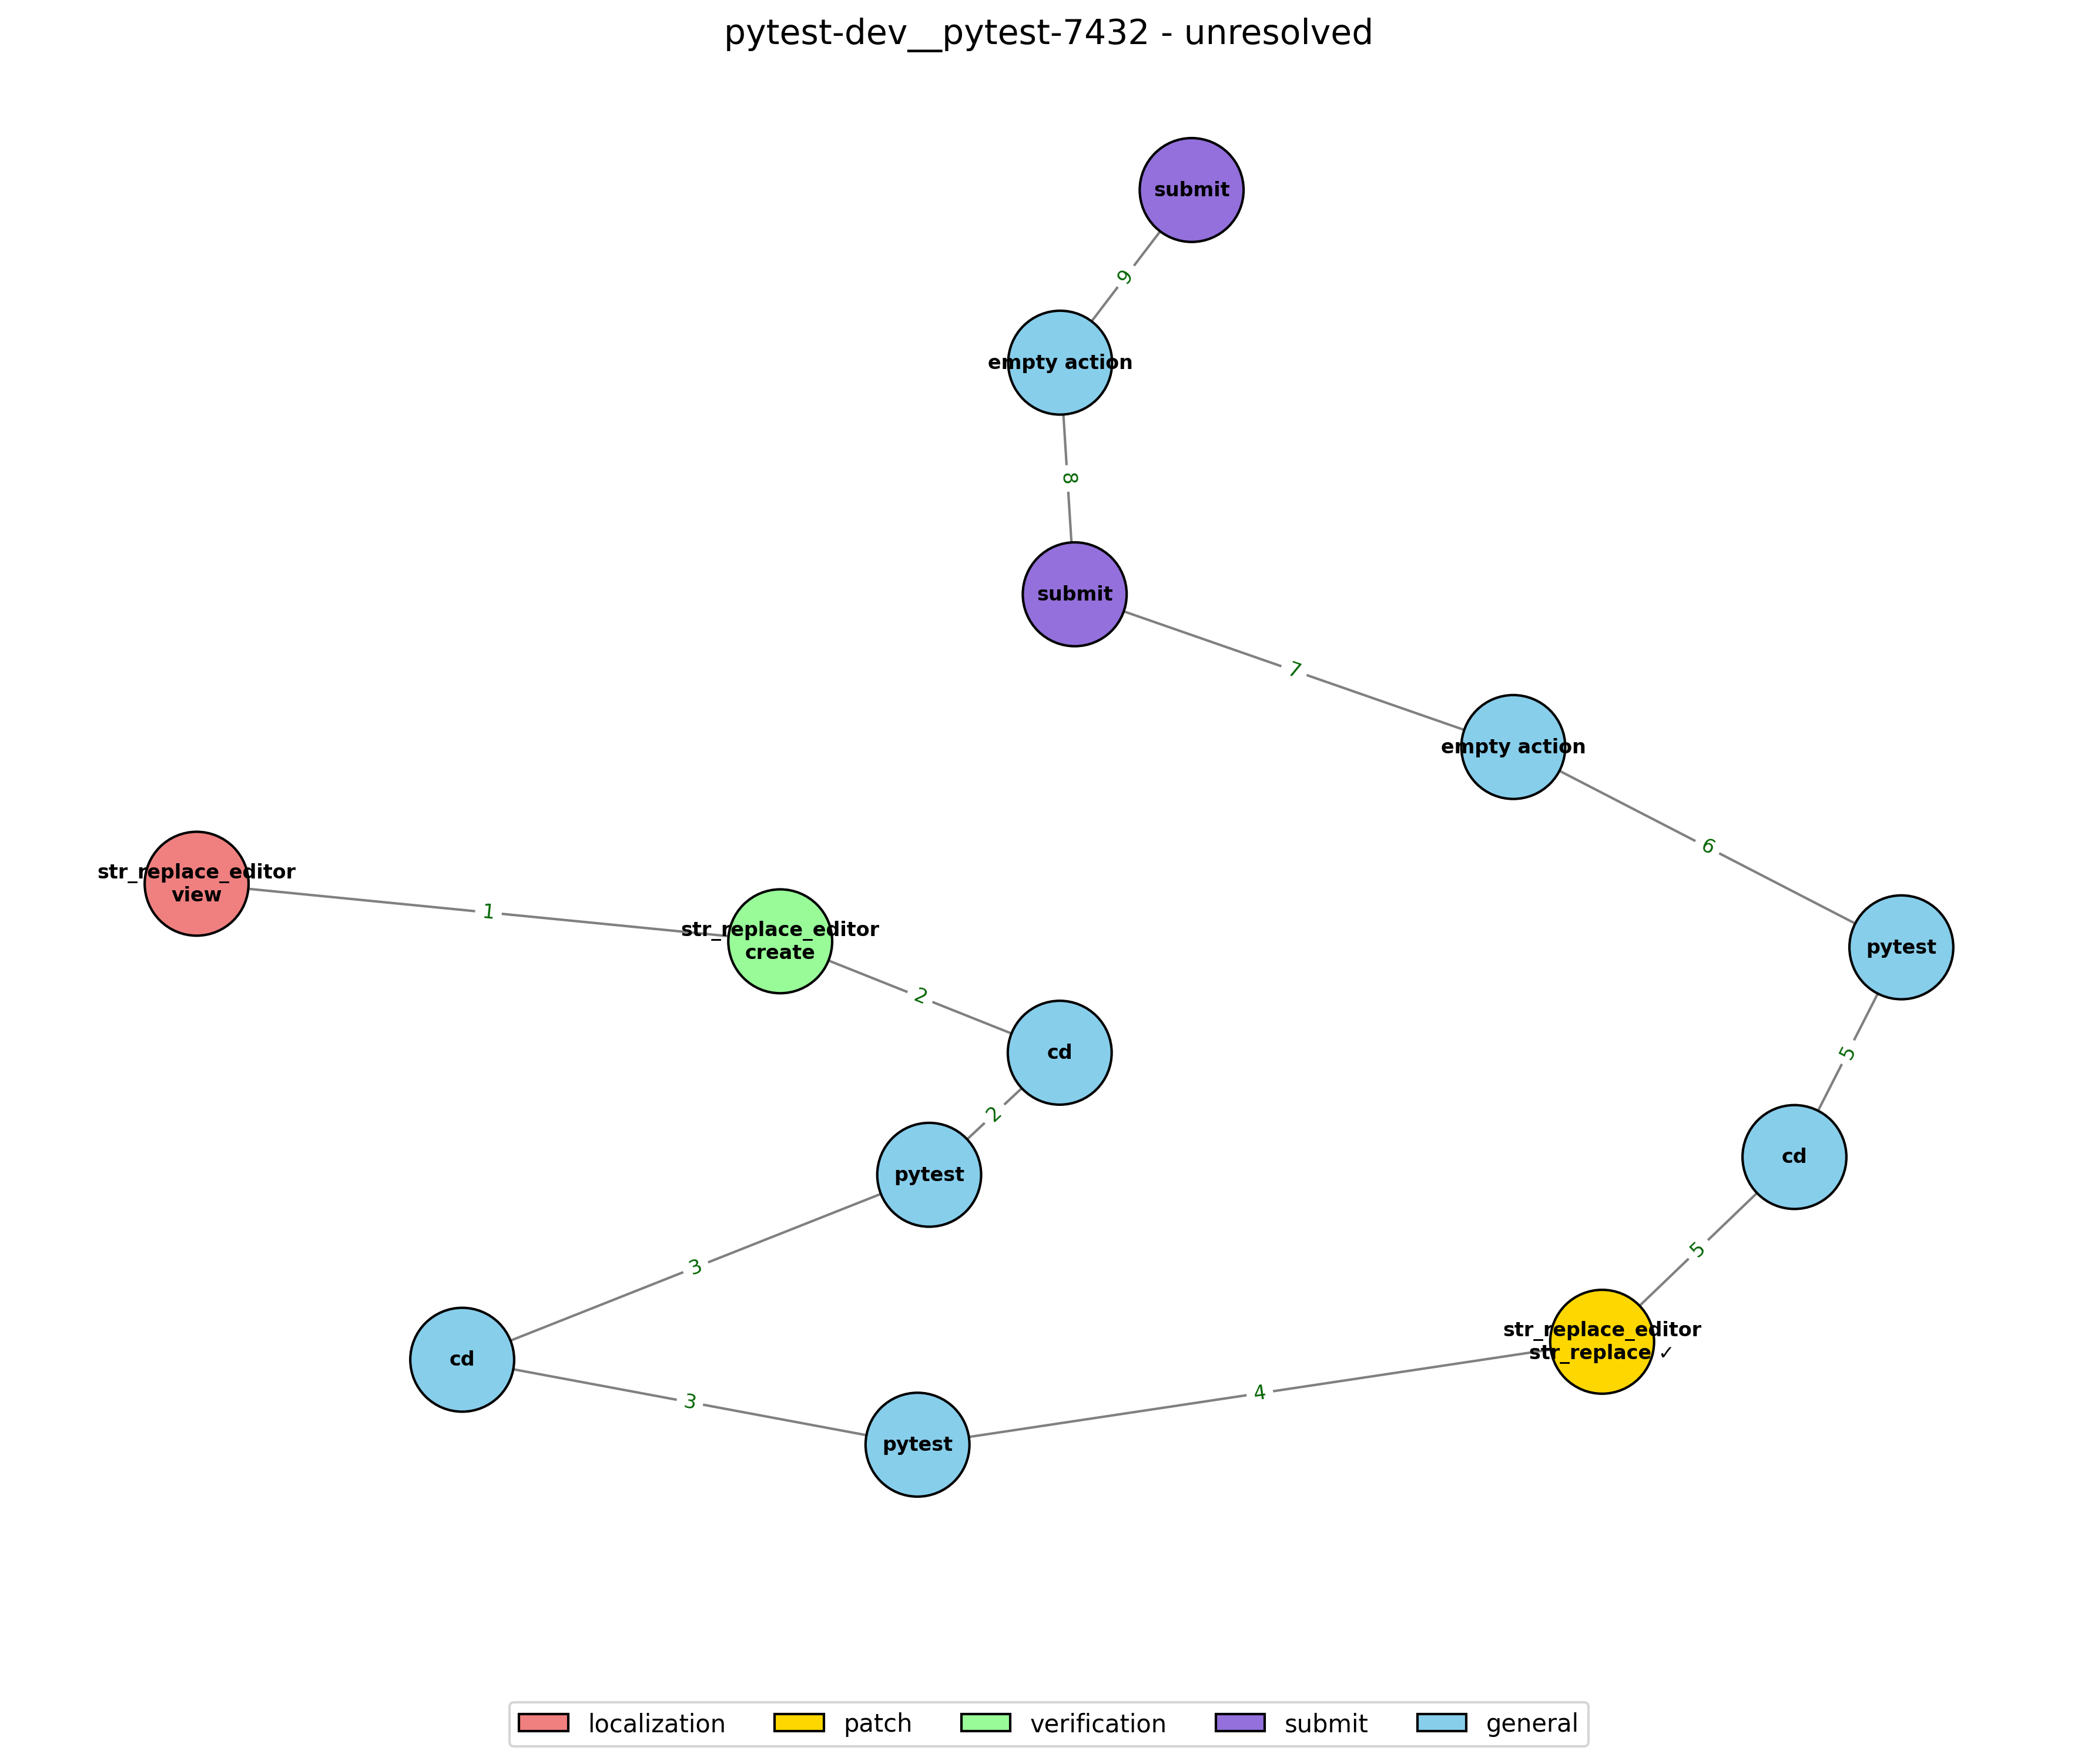 pytest-dev__pytest-7432 - unresolved
submit
9
empty action
8
submit
7
empty action
6
str_replace_editor
view
1
str_replace_editor
create
pytest
2
5
cd
2
cd
pytest
5
3
str_replace_editor
str_replace ✓
cd
3
4
pytest
localization
patch
verification
submit
general